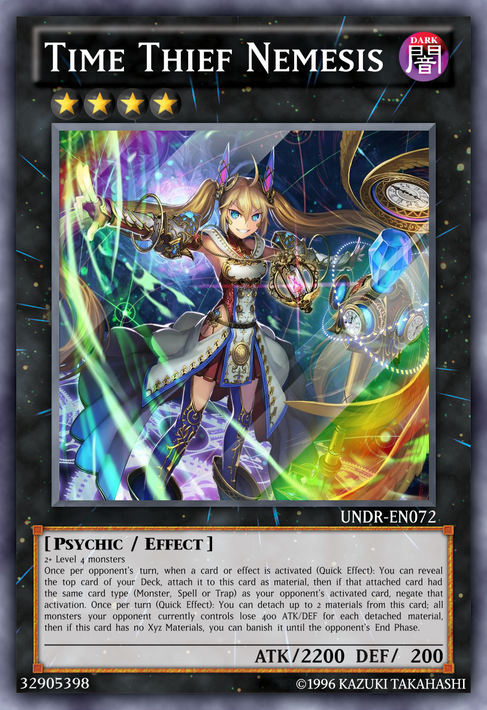 TIME THIEF NEMESIS
DARK
闇
UNDR-EN072
[ PSYCHIC / EFFECT ]
2+ Level 4 monsters
Once per opponent's turn, when a card or effect is activated (Quick Effect): You can reveal
the top card of your Deck, attach it to this card as material, then if that attached card had
the same card type (Monster, Spell or Trap) as your opponent's activated card, negate that
activation. Once per turn (Quick Effect): You can detach up to 2 materials from this card; all
monsters your opponent currently controls lose 400 ATK/DEF for each detached material,
then if this card has no Xyz Materials, you can banish it until the opponent's End Phase.
ATK/2200 DEF/ 200
32905398
©1996 KAZUKI TAKAHASHI